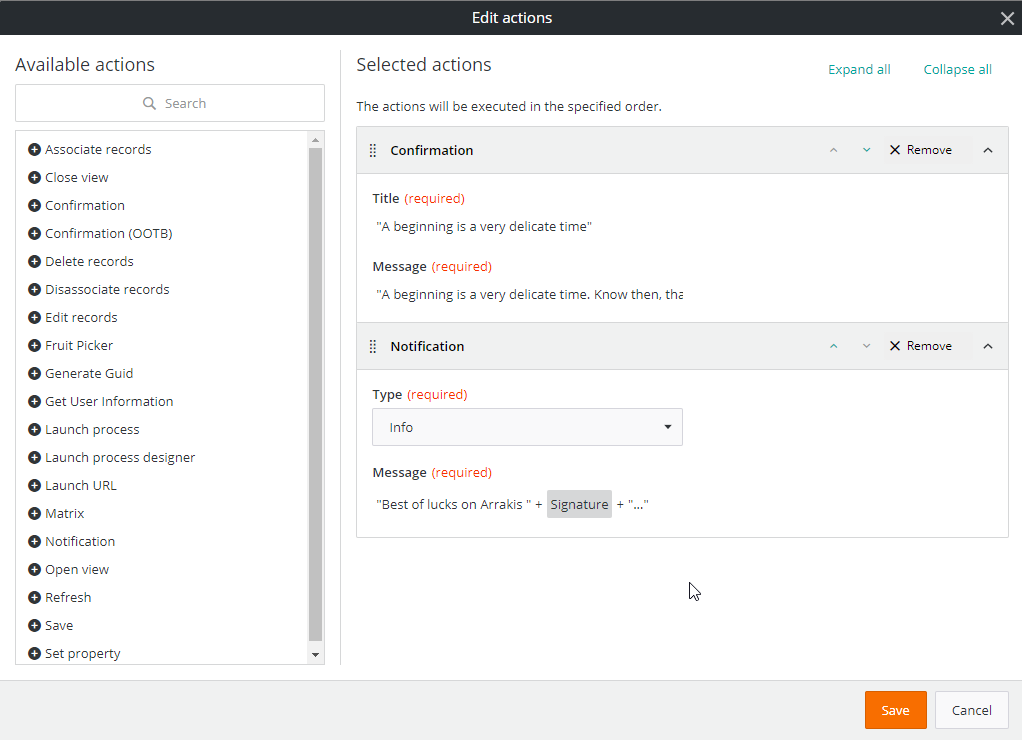 Edit actions
Available actions
Search
Associate records
Close view
Confirmation
Confirmation (OOTB)
Delete records
Disassociate records
Edit records
Fruit Picker
Generate Guid
Get User Information
Launch process
Launch process designer
Launch URL
Matrix
Notification
Open view
Refresh
Save
Set property
Selected actions
Expand all Collapse all
The actions will be executed in the specified order.
Confirmation Remove
Title (required)
"A beginning is a very delicate time"
Message (required)
"A beginning is a very delicate time. Know then, tha
Notification Remove
Type (required)
Info
Message (required)
"Best of lucks on Arrakis " + Signature + "..."
Save Cancel